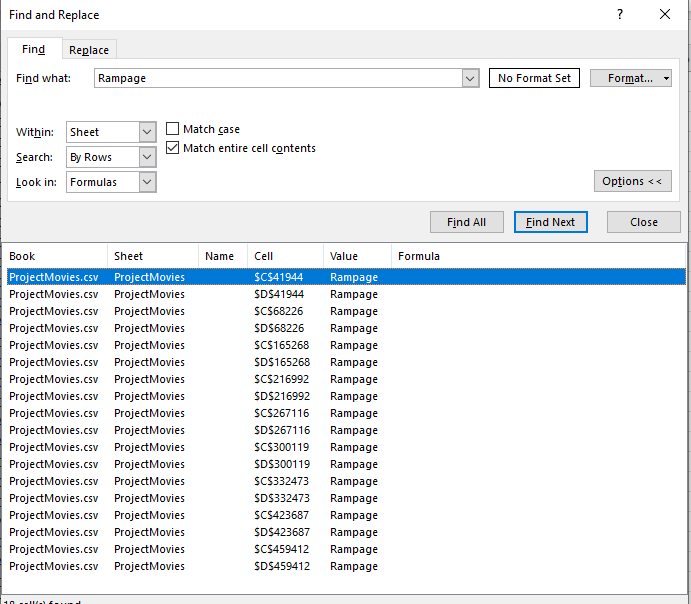 Find and Replace ? ×
Find Replace
Find what: Rampage No Format Set Format...
Within: Sheet Match case
Search: By Rows Match entire cell contents
Look in: Formulas Options <<
Find All Find Next Close
Book Sheet Name Cell Value Formula
ProjectMovies.csv ProjectMovies $C$41944 Rampage
ProjectMovies.csv ProjectMovies $D$41944 Rampage
ProjectMovies.csv ProjectMovies $C$68226 Rampage
ProjectMovies.csv ProjectMovies $D$68226 Rampage
ProjectMovies.csv ProjectMovies $C$165268 Rampage
ProjectMovies.csv ProjectMovies $D$165268 Rampage
ProjectMovies.csv ProjectMovies $C$216992 Rampage
ProjectMovies.csv ProjectMovies $D$216992 Rampage
ProjectMovies.csv ProjectMovies $C$267116 Rampage
ProjectMovies.csv ProjectMovies $D$267116 Rampage
ProjectMovies.csv ProjectMovies $C$300119 Rampage
ProjectMovies.csv ProjectMovies $D$300119 Rampage
ProjectMovies.csv ProjectMovies $C$332473 Rampage
ProjectMovies.csv ProjectMovies $D$332473 Rampage
ProjectMovies.csv ProjectMovies $C$423687 Rampage
ProjectMovies.csv ProjectMovies $D$423687 Rampage
ProjectMovies.csv ProjectMovies $C$459412 Rampage
ProjectMovies.csv ProjectMovies $D$459412 Rampage
18 cell(s) found